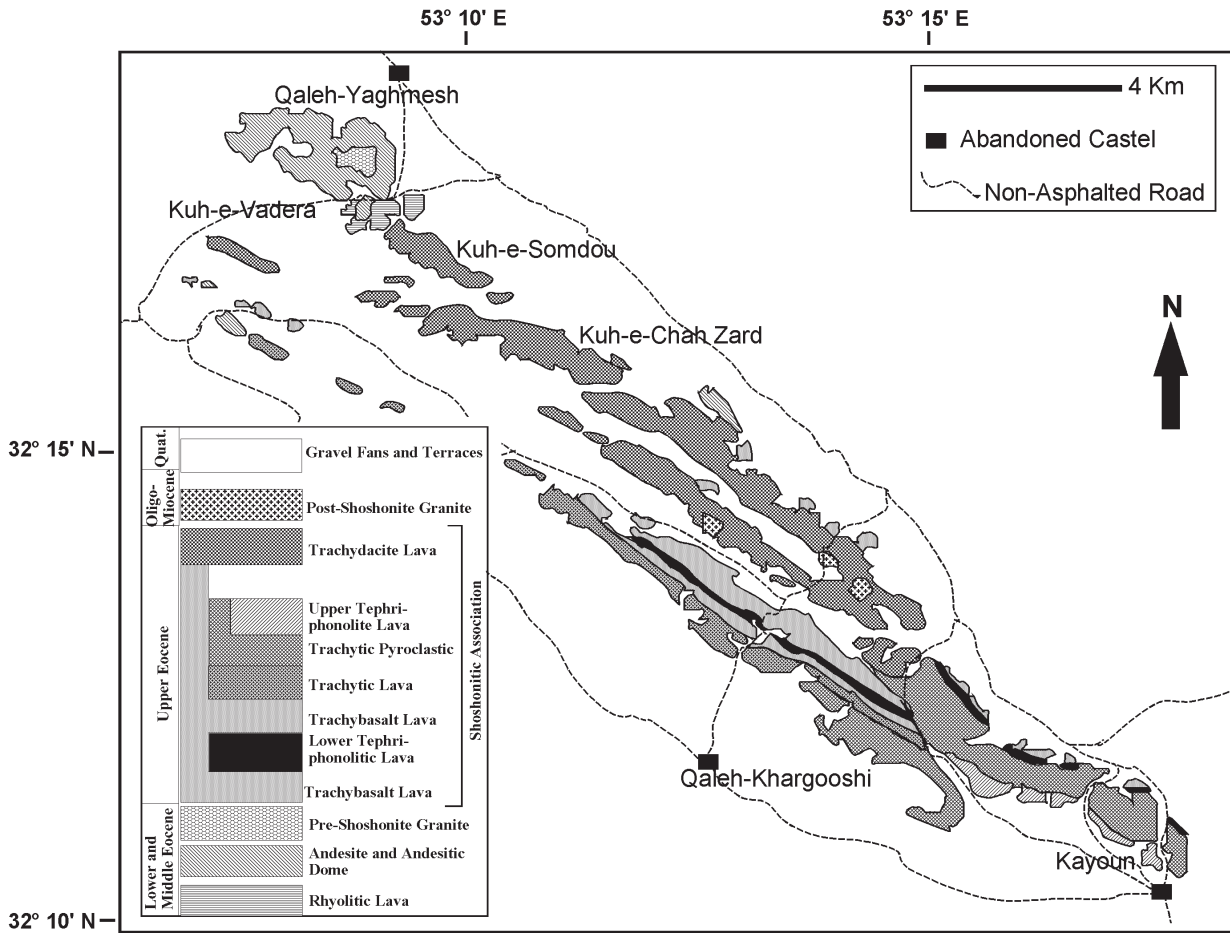 53° 10' E
53° 15' E
4 Km
Abandoned Castel
Non-Asphalted Road
Qaleh-Yaghmesh
Kuh-e-Vadera
Kuh-e-Somdou
Kuh-e-Chah Zard
N
32° 15' N
32° 10' N
Qaleh-Khargooshi
Kayoun
Quat.
Gravel Fans and Terraces
Oligo-
Miocene
Post-Shoshonite Granite
Upper Eocene
Trachydacite Lava
Upper Tephri-
phonolite Lava
Trachytic Pyroclastic
Trachytic Lava
Trachybasalt Lava
Lower Tephri-
phonolitic Lava
Trachybasalt Lava
Shoshonitic Association
Lower and
Middle Eocene
Pre-Shoshonite Granite
Andesite and Andesitic
Dome
Rhyolitic Lava